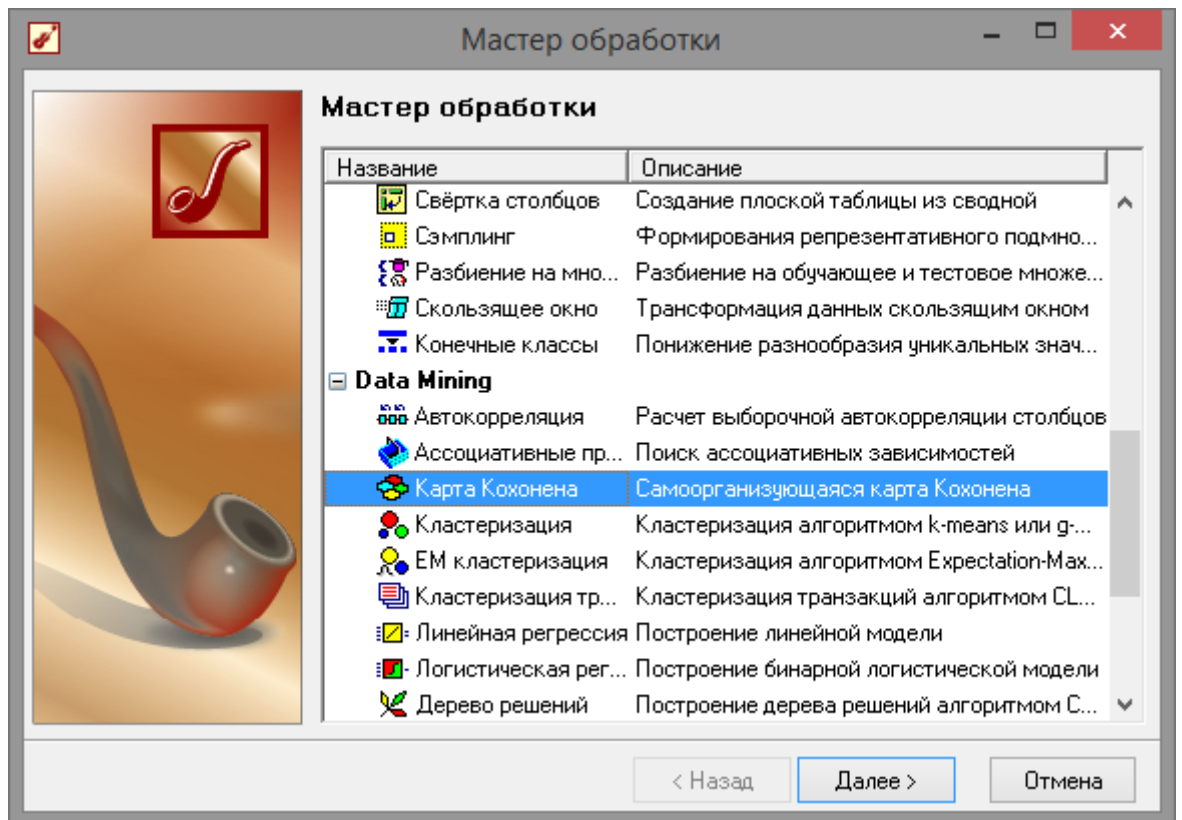 Мастер обработки
Мастер обработки
Название Описание
Свёртка столбцов Создание плоской таблицы из сводной
Сэмплинг Формирования репрезентативного подмно...
Разбиение на мно... Разбиение на обучающее и тестовое множе...
Скользящее окно Трансформация данных скользящим окном
Конечные классы Понижение разнообразия уникальных знач...
Data Mining
Автокорреляция Расчет выборочной автокорреляции столбцов
Ассоциативные пр... Поиск ассоциативных зависимостей
Карта Кохонена Самоорганизующаяся карта Кохонена
Кластеризация Кластеризация алгоритмом k-means или g-...
EM кластеризация Кластеризация алгоритмом Expectation-Max...
Кластеризация тр... Кластеризация транзакций алгоритмом CL...
Линейная регрессия Построение линейной модели
Логистическая рег... Построение бинарной логистической модели
Дерево решений Построение дерева решений алгоритмом C...
< Назад Далее > Отмена